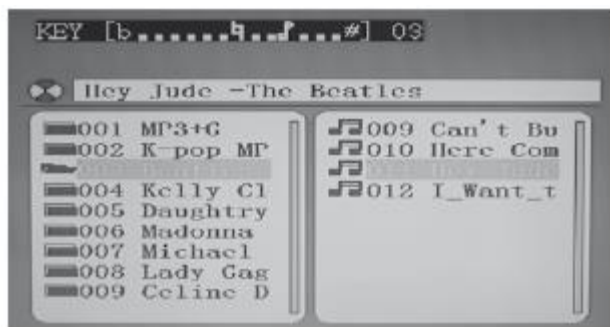 KEY [b.......♮..♪...#] 03
Hey Jude -The Beatles
001 MP3+G
002 K-pop MP
004 Kelly Cl
005 Daughtry
006 Madonna
007 Michael
008 Lady Gag
009 Celine D
009 Can't Bu
010 Here Com
012 I_Want_t